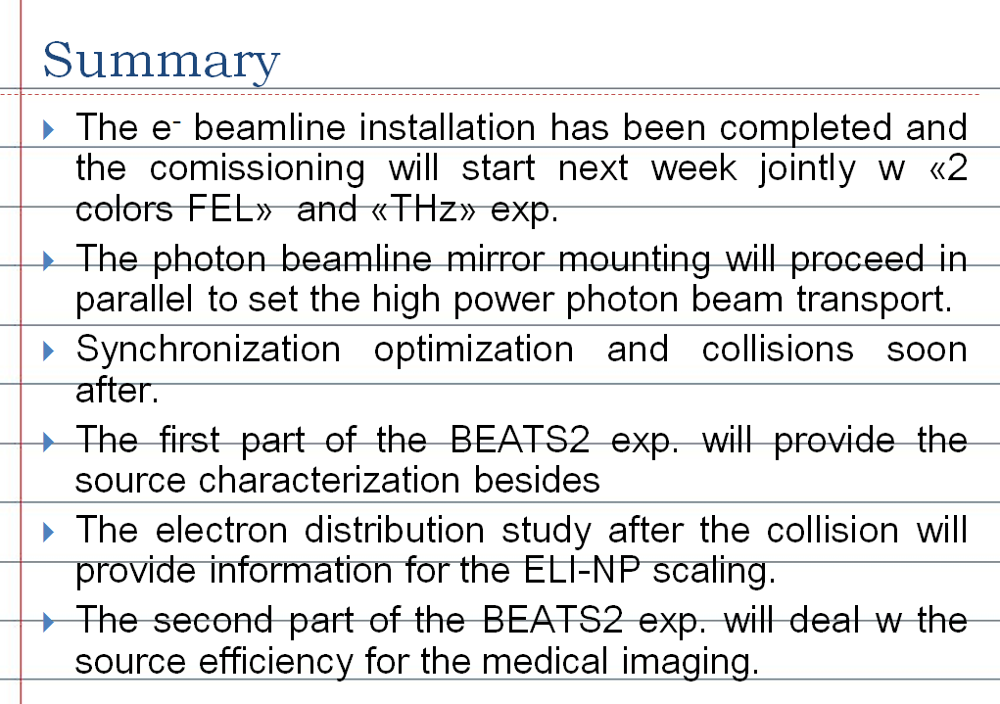 Summary
The e- beamline installation has been completed and
the comissioning will start next week jointly w «2
colors FEL» and «THz» exp.
The photon beamline mirror mounting will proceed in
parallel to set the high power photon beam transport.
Synchronization optimization and collisions soon
after.
The first part of the BEATS2 exp. will provide the
source characterization besides
The electron distribution study after the collision will
provide information for the ELI-NP scaling.
The second part of the BEATS2 exp. will deal w the
source efficiency for the medical imaging.